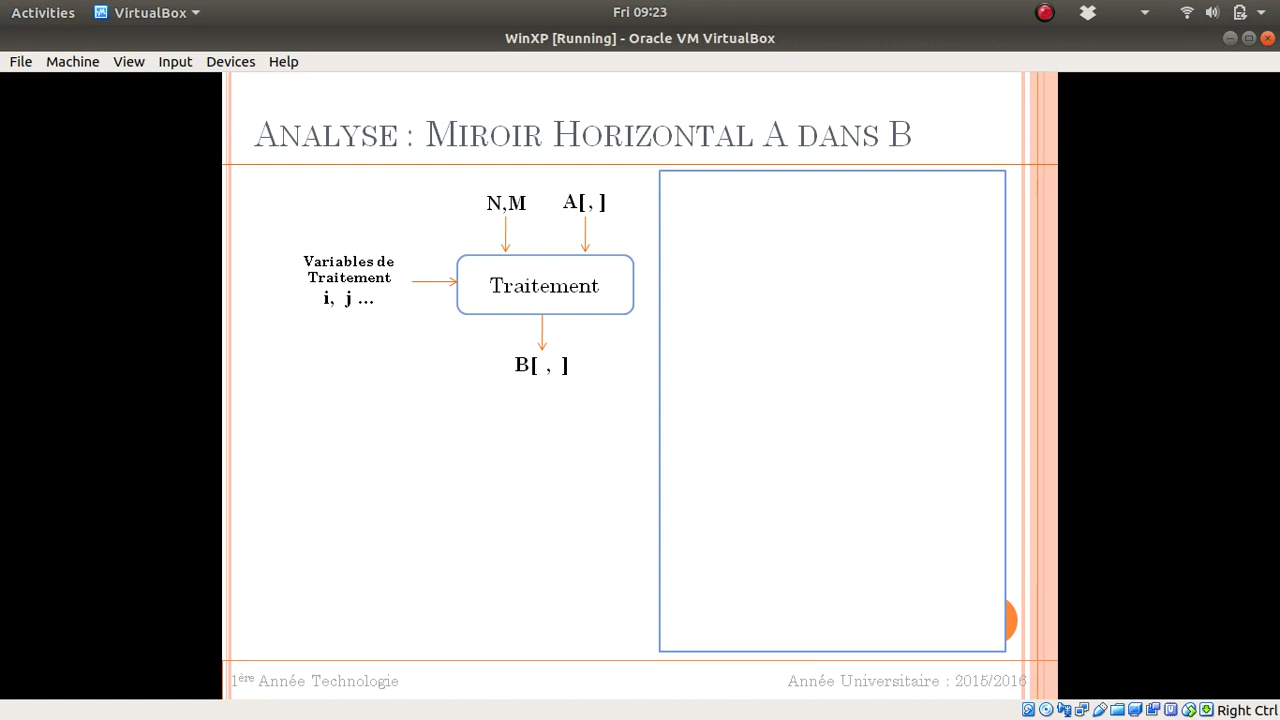 Activities VirtualBox Fri 09:23
WinXP [Running] - Oracle VM VirtualBox
File Machine View Input Devices Help
ANALYSE : MIROIR HORIZONTAL A DANS B
N,M A[ , ]
Variables de
Traitement
i, j ...
Traitement
B[ , ]
1ère Année Technologie Année Universitaire : 2015/2016
Right Ctrl